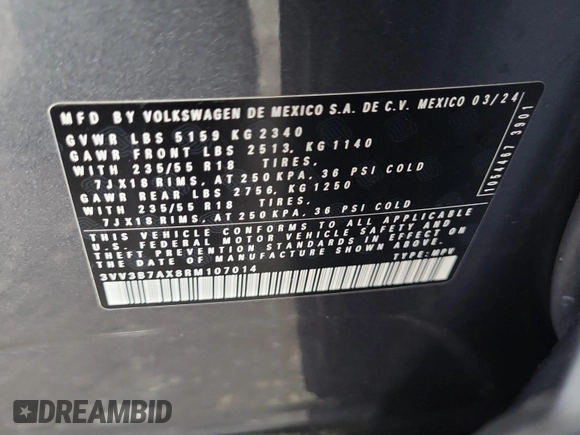 MFD BY VOLKSWAGEN DE MEXICO S.A. DE C.V. MEXICO 03/24
GVWR LBS 5159 KG 2340
GAWR FRONT LBS 2513, KG 1140
WITH 235/55 R18 TIRES,
7JX18 RIMS, AT 250 KPA, 36 PSI COLD
GAWR REAR LBS 2756, KG 1250
WITH 235/55 R18 TIRES,
7JX18 RIMS, AT 250 KPA, 36 PSI COLD
THIS VEHICLE CONFORMS TO ALL APPLICABLE
U.S. FEDERAL MOTOR VEHICLE SAFETY AND
THEFT PREVENTION STANDARDS IN EFFECT ON
THE DATE OF MANUFACTURE SHOWN ABOVE.
3VV3B7AX8RM107014 TYPE: MPV
3901
DREAMBID